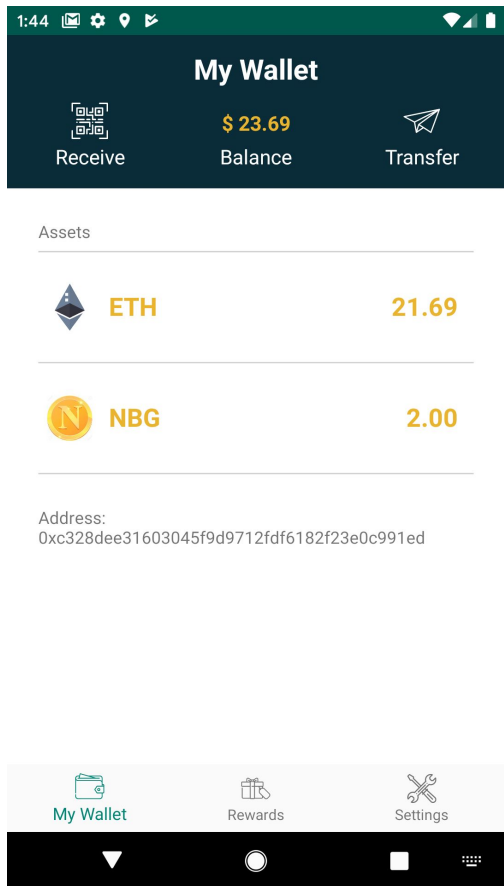 1:44
My Wallet
$ 23.69
Receive Balance Transfer
Assets
ETH 21.69
N NBG 2.00
Address:
0xc328dee31603045f9d9712fdf6182f23e0c991ed
My Wallet Rewards Settings